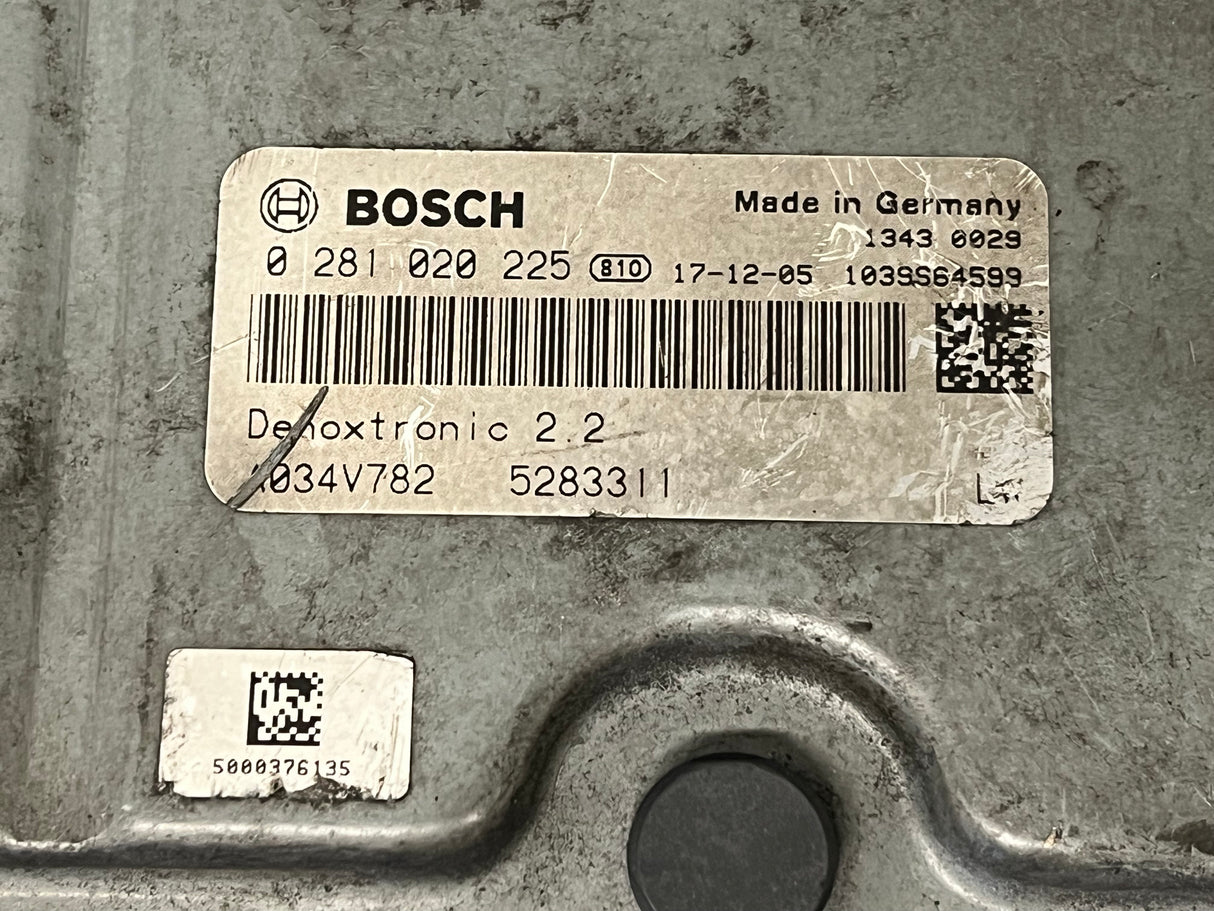 BOSCH
Made in Germany
1343 0029
0 281 020 225 810 17-12-05 1039S64599
Denoxtronic 2.2
5283311
5000376135